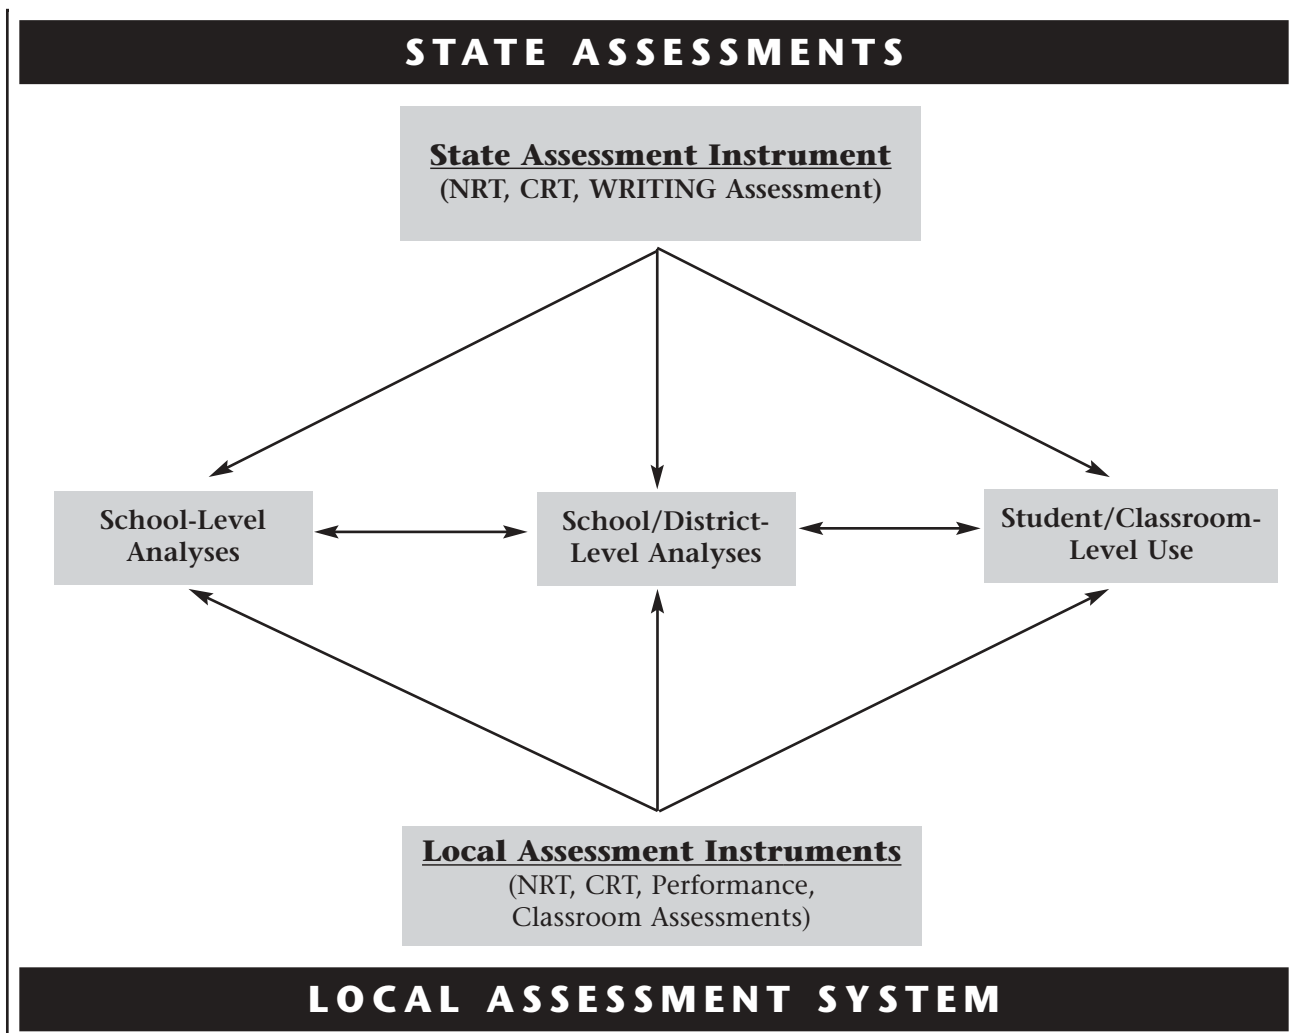 STATE ASSESSMENTS
State Assessment Instrument
(NRT, CRT, WRITING Assessment)
School-Level
Analyses
School/District-
Level Analyses
Student/Classroom-
Level Use
Local Assessment Instruments
(NRT, CRT, Performance,
Classroom Assessments)
LOCAL ASSESSMENT SYSTEM